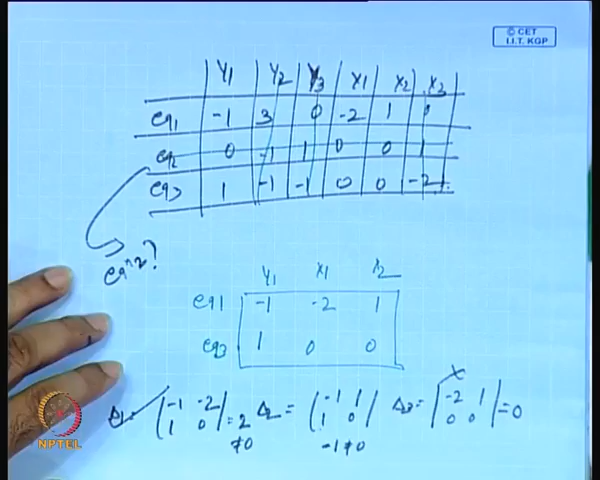 © CET
I.I.T. KGP
Y1 Y2 Y3 X1 X2 X3
eq1 -1 3 0 -2 1
eq2 0 -1 1 0 0 1
eq3 1 -1 -1 0 0 -2
eqn 2?
Y1 X1 X2
eq1 -1 -2 1
eq3 1 0 0
Δ1= |-1 -2| =2 Δ2= |-1 1| Δ3= |-2 1| =0
|1 0| ≠0 |1 0| |0 0|
-1≠0
NPTEL